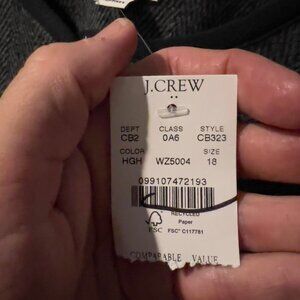 J.CREW
DEPT CLASS STYLE
CB2 0A6 CB323
COLOR SIZE
HGH WZ5004 18
099107472193
RECYCLED
Paper
FSC FSC® C117781
COMPARABLE VALUE